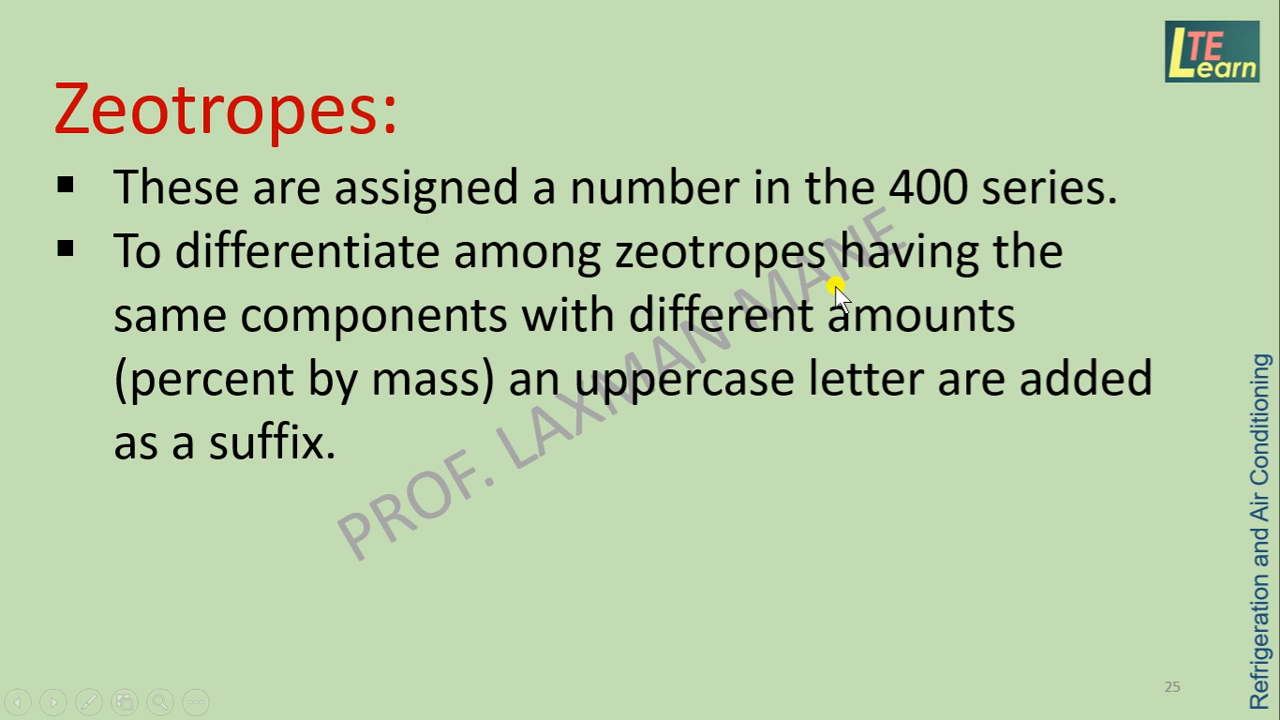 LTE
Learn
Zeotropes:
▪ These are assigned a number in the 400 series.
▪ To differentiate among zeotropes having the
same components with different amounts
(percent by mass) an uppercase letter are added
as a suffix.
PROF. LAXMAN MANE
Refrigeration and Air Conditioning
25